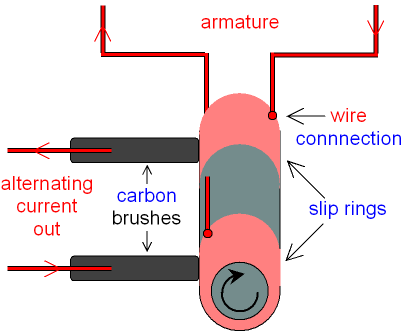 armature
wire
connnection
alternating
current
out
carbon
brushes
slip rings